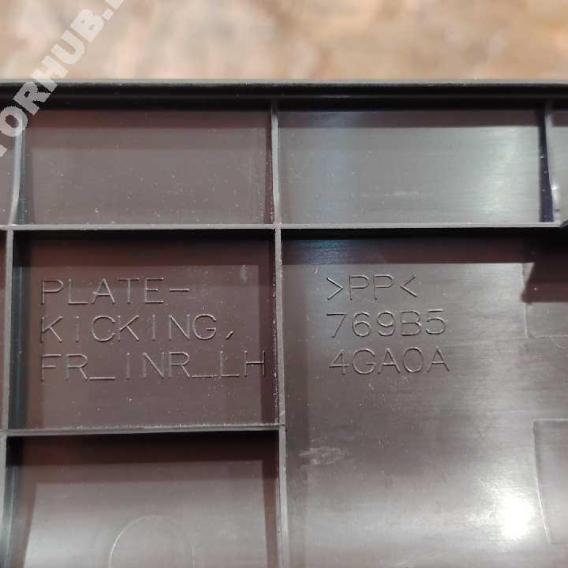 PLATE-
KiCKiNG,
FR_iNR_LH
>PP<
769B5
4GA0A